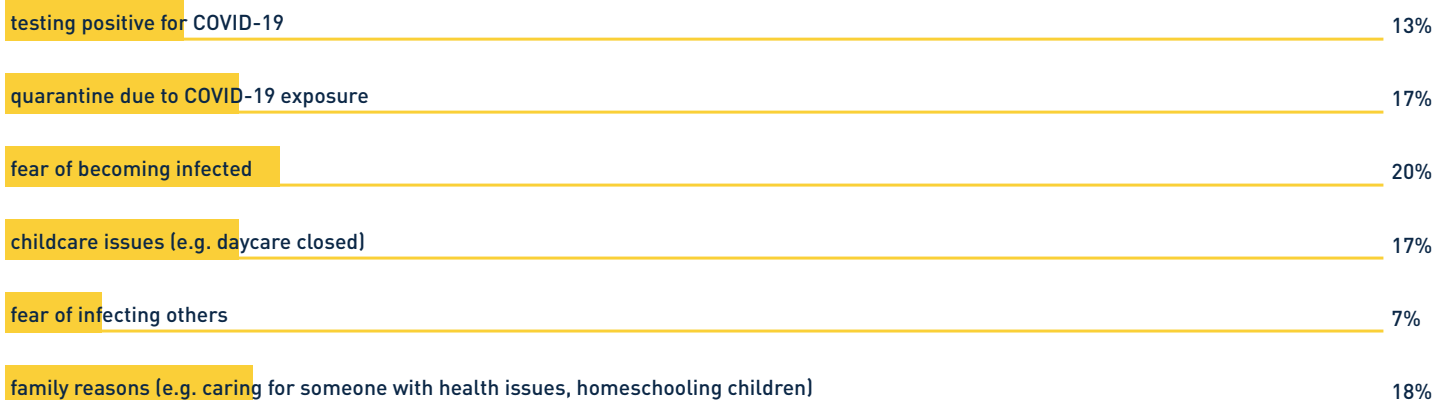 testing positive for COVID-19 13%
quarantine due to COVID-19 exposure 17%
fear of becoming infected 20%
childcare issues (e.g. daycare closed) 17%
fear of infecting others 7%
family reasons (e.g. caring for someone with health issues, homeschooling children) 18%